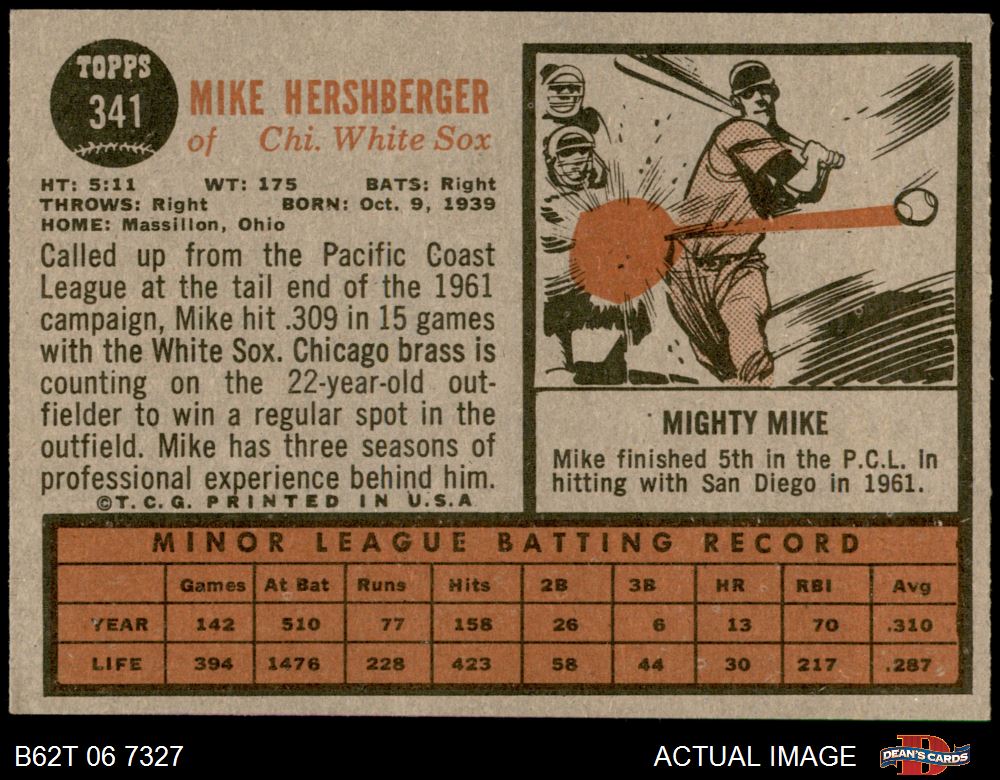 TOPPS
341
MIKE HERSHBERGER
of Chi. White Sox
HT: 5:11 WT: 175 BATS: Right
THROWS: Right BORN: Oct. 9, 1939
HOME: Massillon, Ohio
Called up from the Pacific Coast
League at the tail end of the 1961
campaign, Mike hit .309 in 15 games
with the White Sox. Chicago brass is
counting on the 22-year-old out-
fielder to win a regular spot in the
outfield. Mike has three seasons of
professional experience behind him.
©T.C.G. PRINTED IN U.S.A.
MIGHTY MIKE
Mike finished 5th in the P.C.L. In
hitting with San Diego in 1961.
MINOR LEAGUE BATTING RECORD
Games At Bat Runs Hits 2B 3B HR RBI Avg
YEAR 142 510 77 158 26 6 13 70 .310
LIFE 394 1476 228 423 58 44 30 217 .287
B62T 06 7327
ACTUAL IMAGE
DEAN'S CARDS